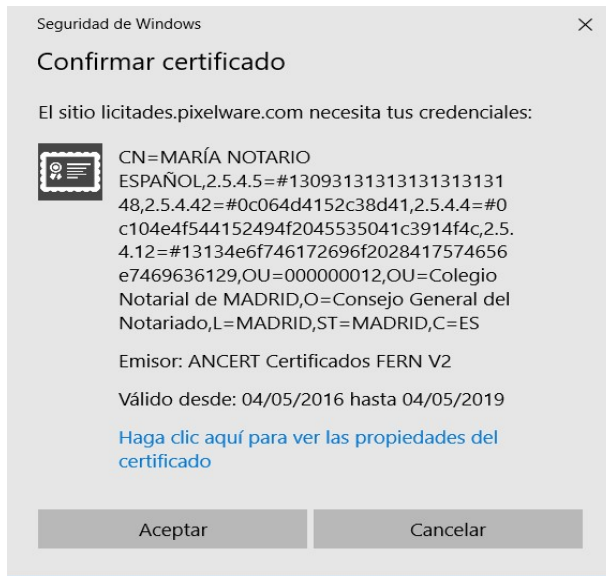 Seguridad de Windows
Confirmar certificado
El sitio licitades.pixelware.com necesita tus credenciales:
CN=MARÍA NOTARIO
ESPAÑOL,2.5.4.5=#13093131313131313131
48,2.5.4.42=#0c064d4152c38d41,2.5.4.4=#0
c104e4f544152494f2045535041c3914f4c,2.5.
4.12=#13134e6f746172696f2028417574656
e7469636129,OU=000000012,OU=Colegio
Notarial de MADRID,O=Consejo General del
Notariado,L=MADRID,ST=MADRID,C=ES
Emisor: ANCERT Certificados FERN V2
Válido desde: 04/05/2016 hasta 04/05/2019
Haga clic aquí para ver las propiedades del
certificado
Aceptar
Cancelar